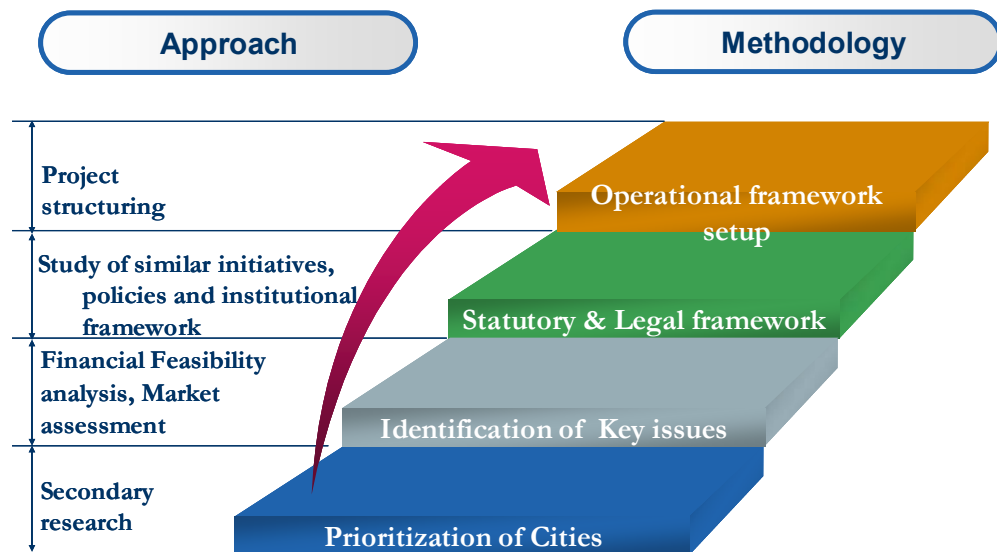 Approach
Methodology
Project
structuring
Operational framework
setup
Study of similar initiatives,
policies and institutional
framework
Statutory & Legal framework
Financial Feasibility
analysis, Market
assessment
Identification of Key issues
Secondary
research
Prioritization of Cities